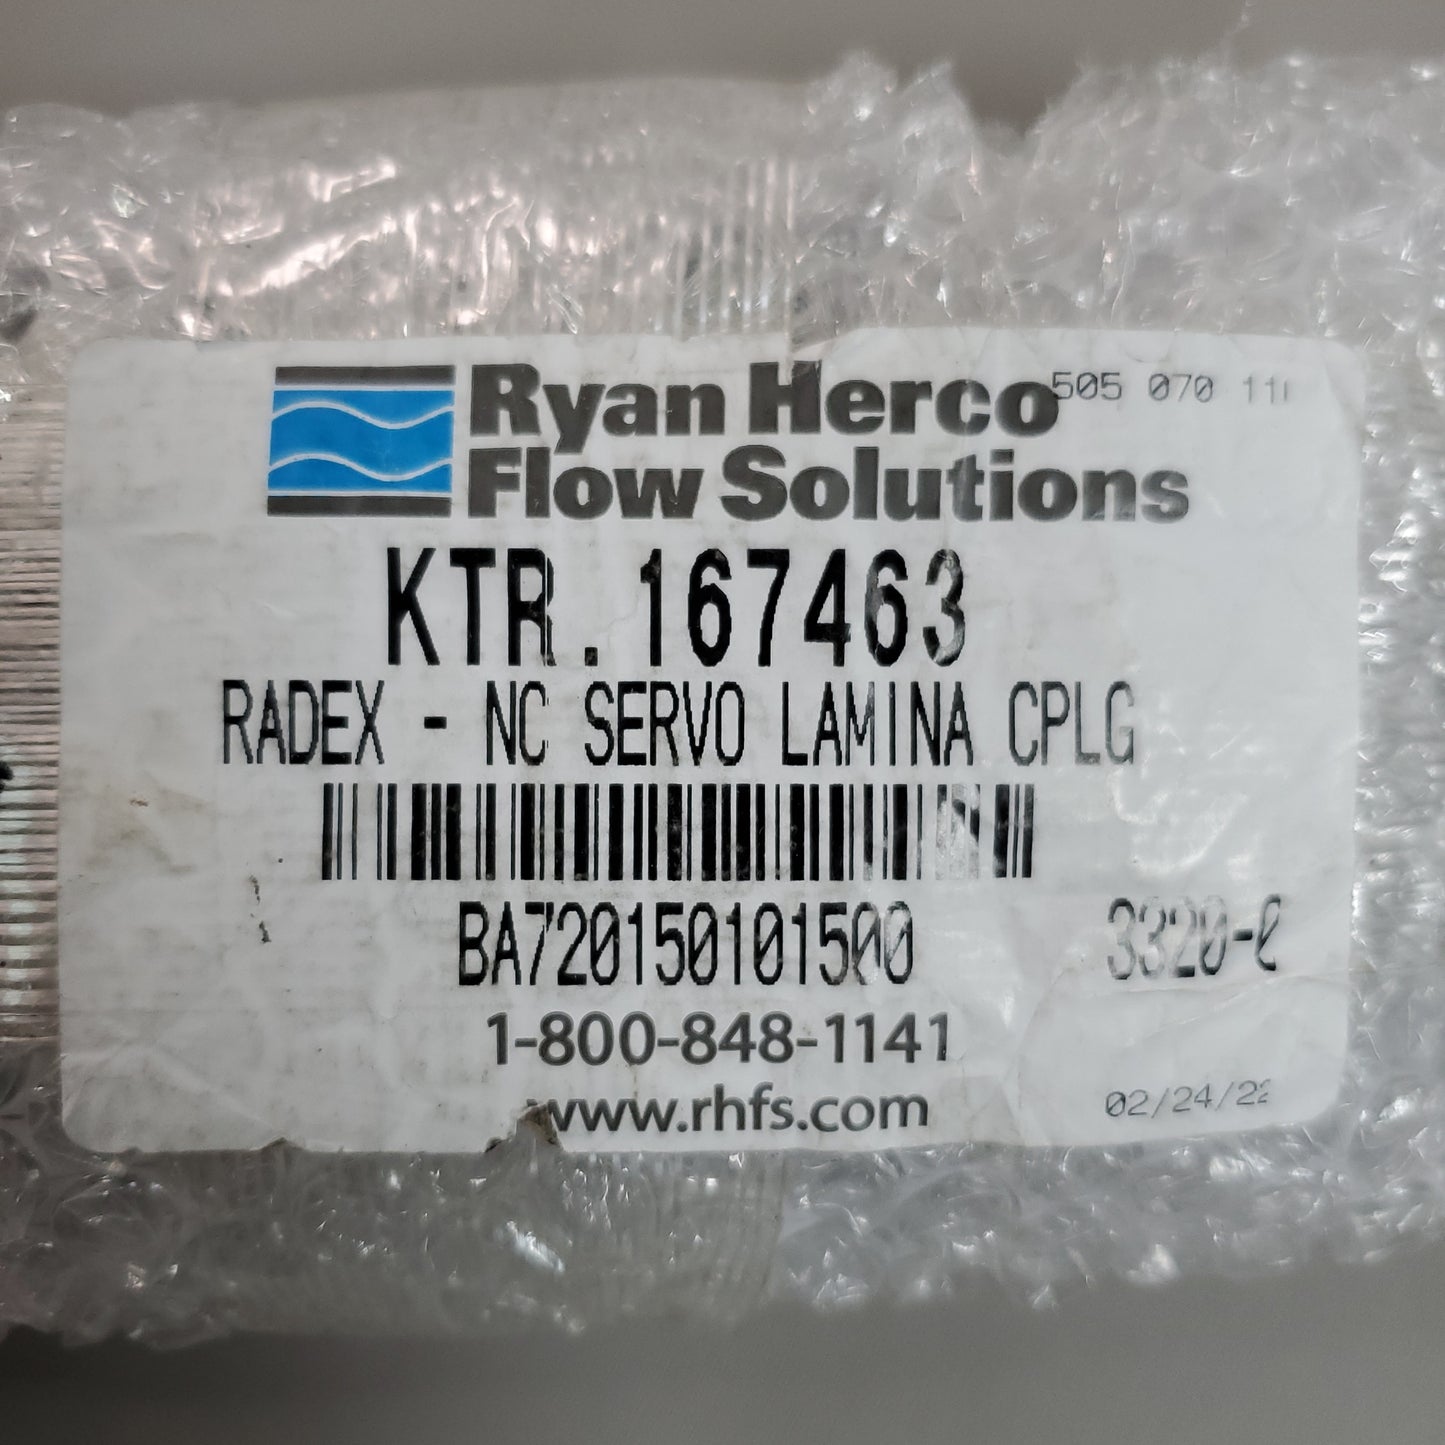 Ryan Herco
Flow Solutions
505 070
KTR.167463
RADEX - NC SERVO LAMINA CPLG
BA720150101500
1-800-848-1141
www.rhfs.com
02/24/22